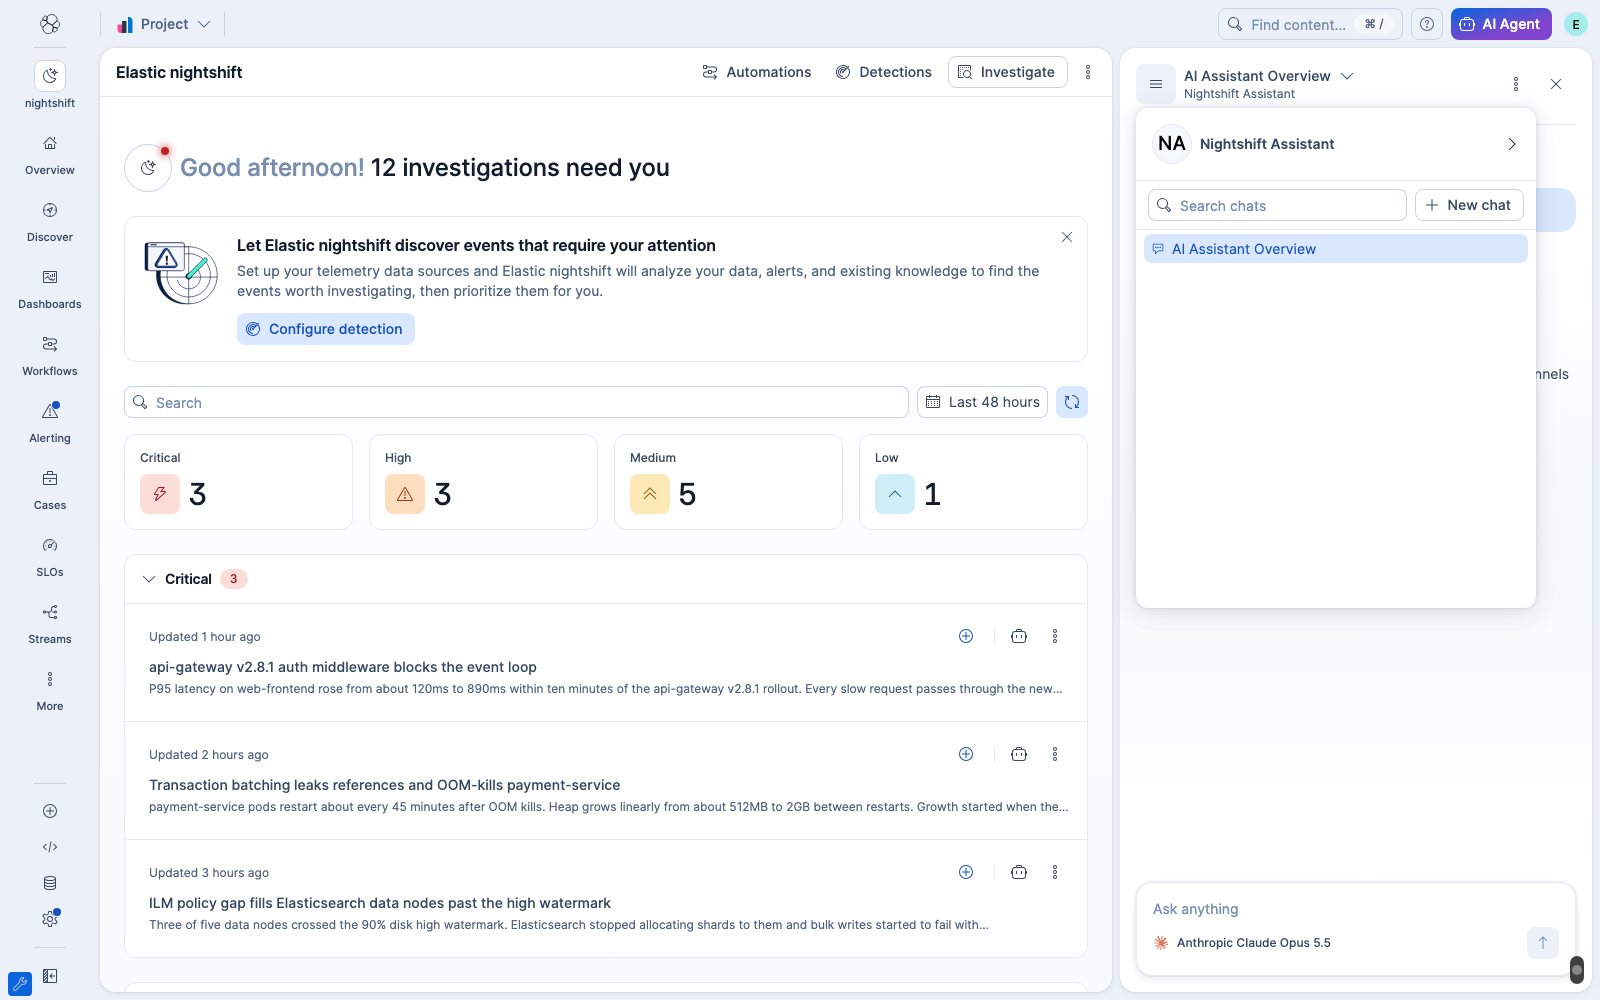 Project
Find content...
⌘ /
AI Agent
E
nightshift
Overview
Discover
Dashboards
Workflows
Alerting
Cases
SLOs
Streams
More
Elastic nightshift
Automations
Detections
Investigate
Good afternoon! 12 investigations need you
Let Elastic nightshift discover events that require your attention
Set up your telemetry data sources and Elastic nightshift will analyze your data, alerts, and existing knowledge to find the
events worth investigating, then prioritize them for you.
Configure detection
Search
Last 48 hours
Critical
3
High
3
Medium
5
Low
1
Critical 3
Updated 1 hour ago
api-gateway v2.8.1 auth middleware blocks the event loop
P95 latency on web-frontend rose from about 120ms to 890ms within ten minutes of the api-gateway v2.8.1 rollout. Every slow request passes through the new...
Updated 2 hours ago
Transaction batching leaks references and OOM-kills payment-service
payment-service pods restart about every 45 minutes after OOM kills. Heap grows linearly from about 512MB to 2GB between restarts. Growth started when the...
Updated 3 hours ago
ILM policy gap fills Elasticsearch data nodes past the high watermark
Three of five data nodes crossed the 90% disk high watermark. Elasticsearch stopped allocating shards to them and bulk writes started to fail with...
AI Assistant Overview
Nightshift Assistant
NA
Nightshift Assistant
Search chats
New chat
AI Assistant Overview
nnels
Ask anything
Anthropic Claude Opus 5.5